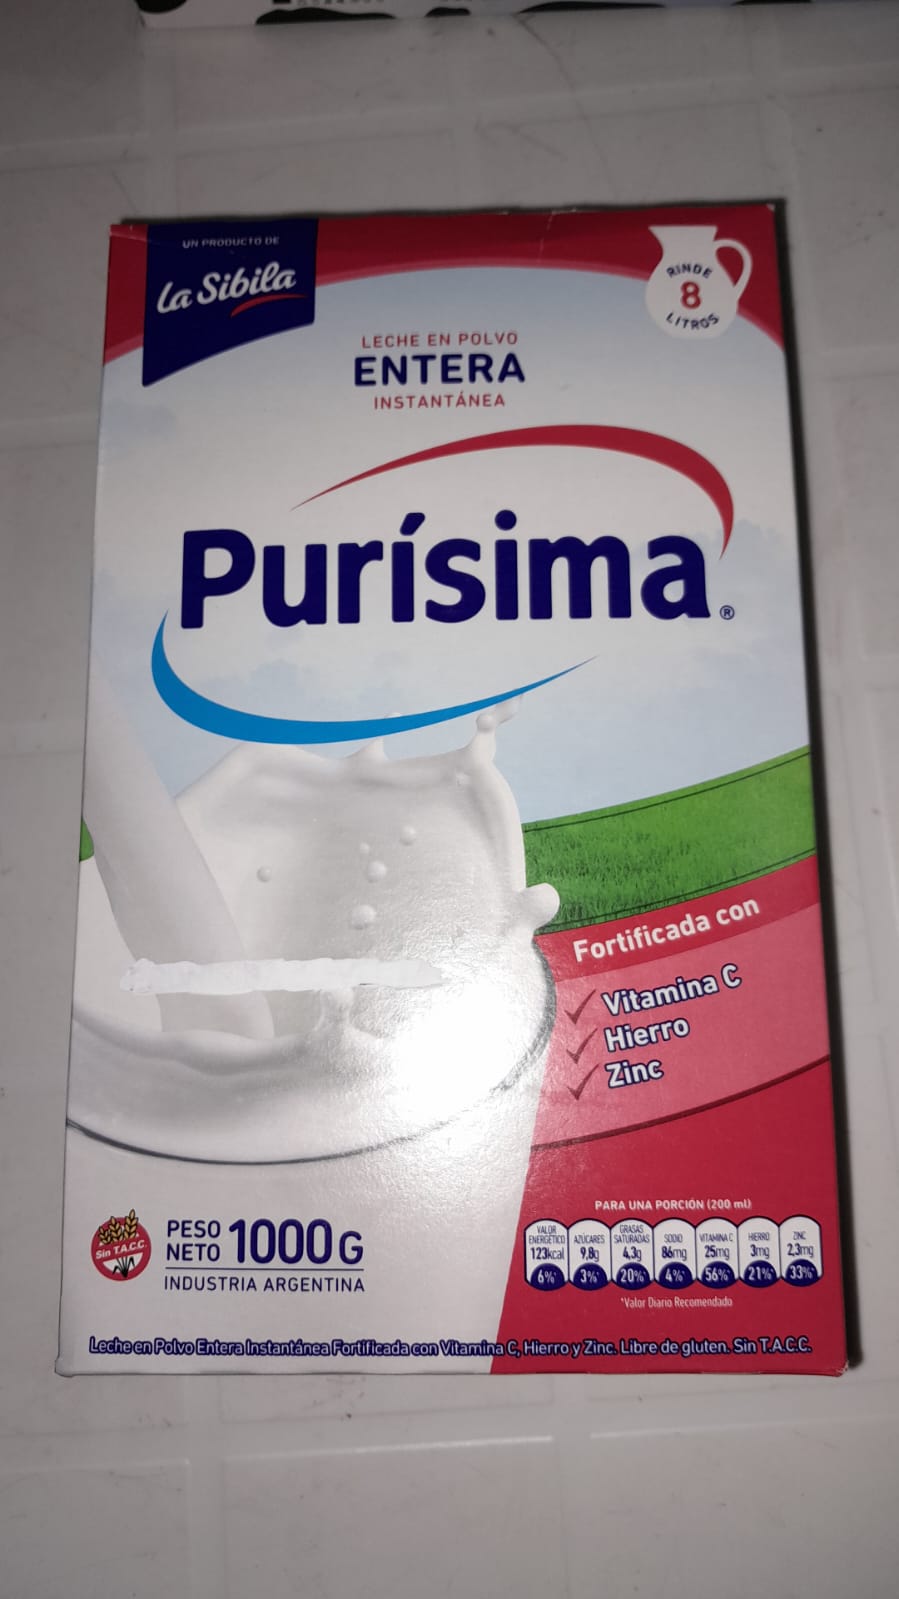 UN PRODUCTO DE
La Sibila
RINDE
8
LITROS
LECHE EN POLVO
ENTERA
INSTANTÁNEA
Purísima®
Fortificada con
Vitamina C
Hierro
Zinc
Sin T.A.C.C.
PESO NETO 1000G
INDUSTRIA ARGENTINA
PARA UNA PORCIÓN (200 ml)
VALOR ENERGÉTICO 123kcal 6%*
AZÚCARES 9,8g 3%*
GRASAS SATURADAS 4,3g 20%*
SODIO 86mg 4%*
VITAMINA C 25mg 56%*
HIERRO 3mg 21%*
ZINC 2,3mg 33%*
*Valor Diario Recomendado
Leche en Polvo Entera Instantánea Fortificada con Vitamina C, Hierro y Zinc. Libre de gluten. Sin T.A.C.C.